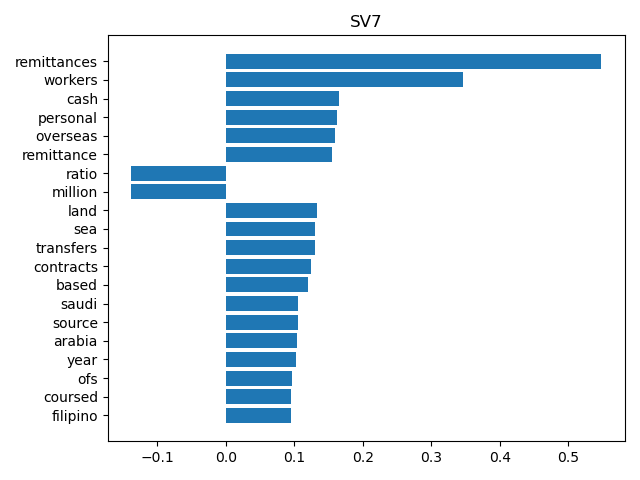 SV7
remittances
workers
cash
personal
overseas
remittance
ratio
million
land
sea
transfers
contracts
based
saudi
source
arabia
year
ofs
coursed
filipino
−0.1 0.0 0.1 0.2 0.3 0.4 0.5